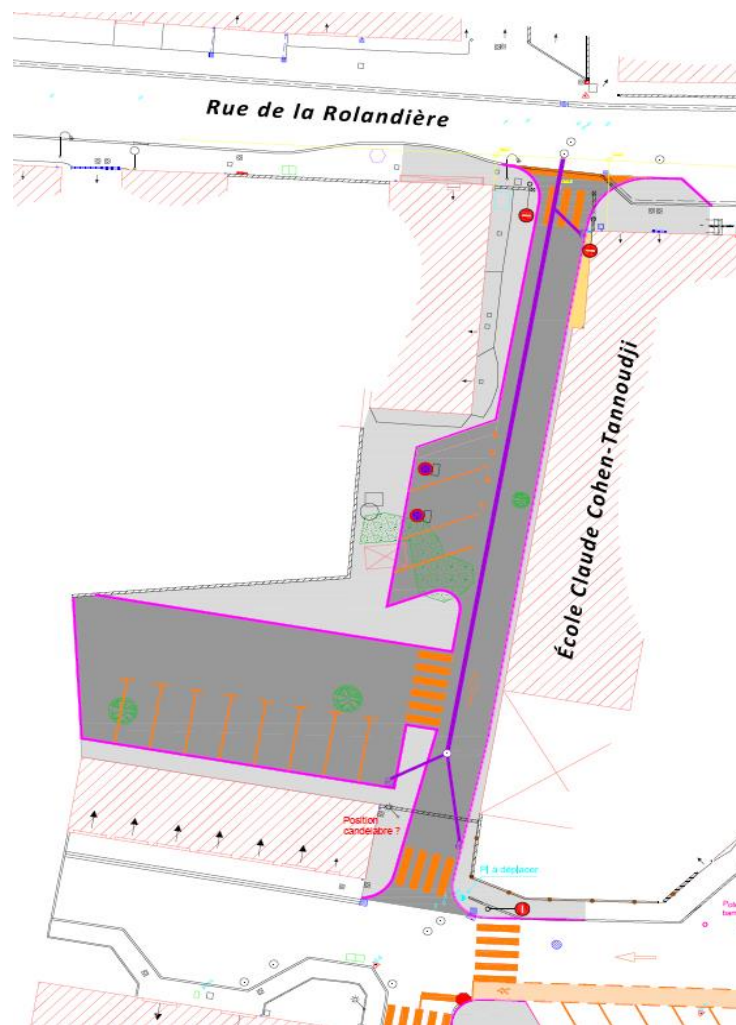 Rue de la Rolandière
École Claude Cohen-Tannoudji
Position
candélabre ?
PI à déplacer